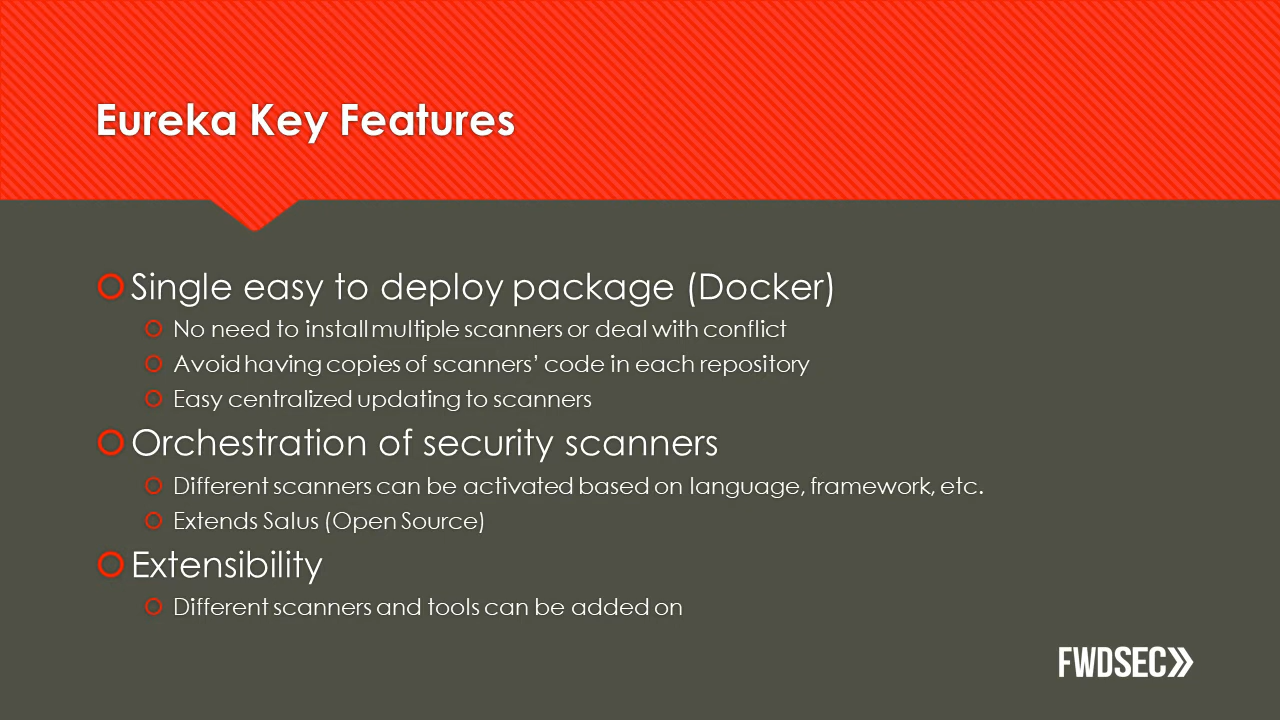 Eureka Key Features
Single easy to deploy package (Docker)
No need to install multiple scanners or deal with conflict
Avoid having copies of scanners’ code in each repository
Easy centralized updating to scanners
Orchestration of security scanners
Different scanners can be activated based on language, framework, etc.
Extends Salus (Open Source)
Extensibility
Different scanners and tools can be added on
FWDSEC